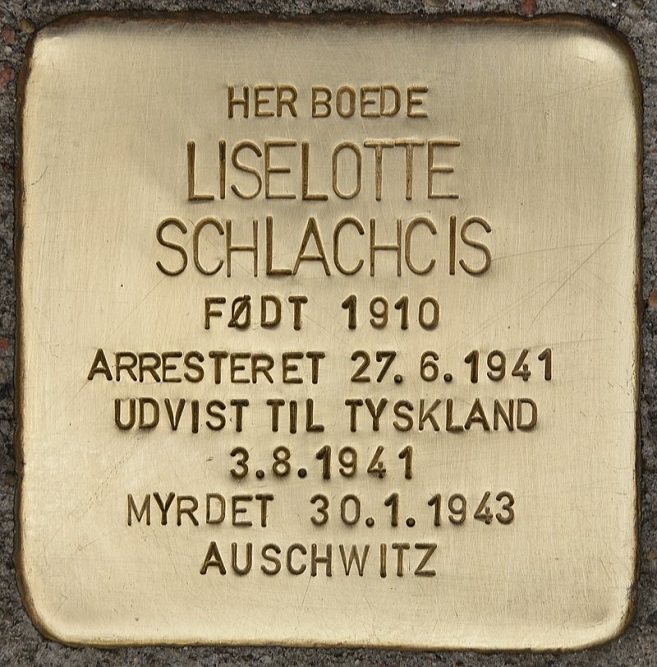 HER BOEDE
LISELOTTE
SCHLACHCIS
FØDT 1910
ARRESTERET 27. 6. 1941
UDVIST TIL TYSKLAND
3.8.1941
MYRDET 30.1.1943
AUSCHWITZ